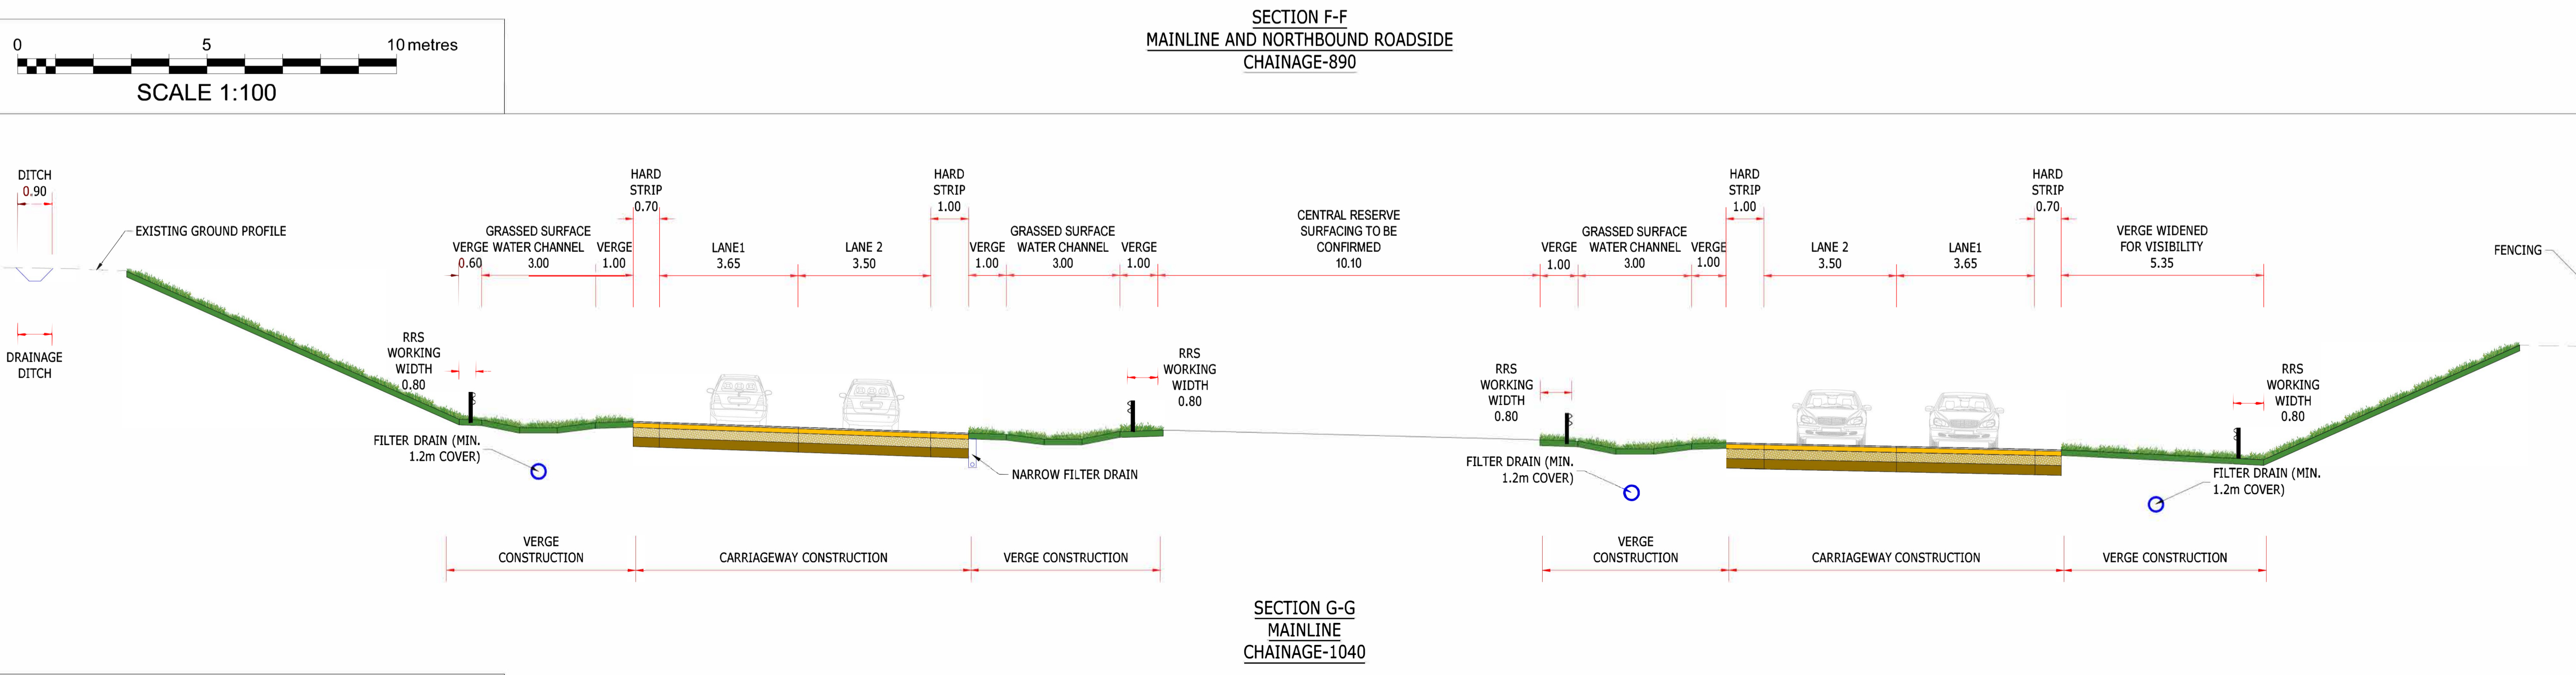 SECTION F-F
MAINLINE AND NORTHBOUND ROADSIDE
CHAINAGE-890
0 5 10 metres
SCALE 1:100
DITCH
0.90
EXISTING GROUND PROFILE
VERGE
0.60
GRASSED SURFACE
WATER CHANNEL
3.00
VERGE
1.00
HARD
STRIP
0.70
LANE1
3.65
LANE 2
3.50
HARD
STRIP
1.00
VERGE
1.00
GRASSED SURFACE
WATER CHANNEL
3.00
VERGE
1.00
CENTRAL RESERVE
SURFACING TO BE
CONFIRMED
10.10
VERGE
1.00
GRASSED SURFACE
WATER CHANNEL
3.00
VERGE
1.00
HARD
STRIP
1.00
LANE 2
3.50
LANE1
3.65
HARD
STRIP
0.70
VERGE WIDENED
FOR VISIBILITY
5.35
FENCING
DRAINAGE
DITCH
RRS
WORKING
WIDTH
0.80
RRS
WORKING
WIDTH
0.80
RRS
WORKING
WIDTH
0.80
RRS
WORKING
WIDTH
0.80
FILTER DRAIN (MIN.
1.2m COVER)
NARROW FILTER DRAIN
FILTER DRAIN (MIN.
1.2m COVER)
FILTER DRAIN (MIN.
1.2m COVER)
VERGE
CONSTRUCTION
CARRIAGEWAY CONSTRUCTION
VERGE CONSTRUCTION
VERGE
CONSTRUCTION
CARRIAGEWAY CONSTRUCTION
VERGE CONSTRUCTION
SECTION G-G
MAINLINE
CHAINAGE-1040